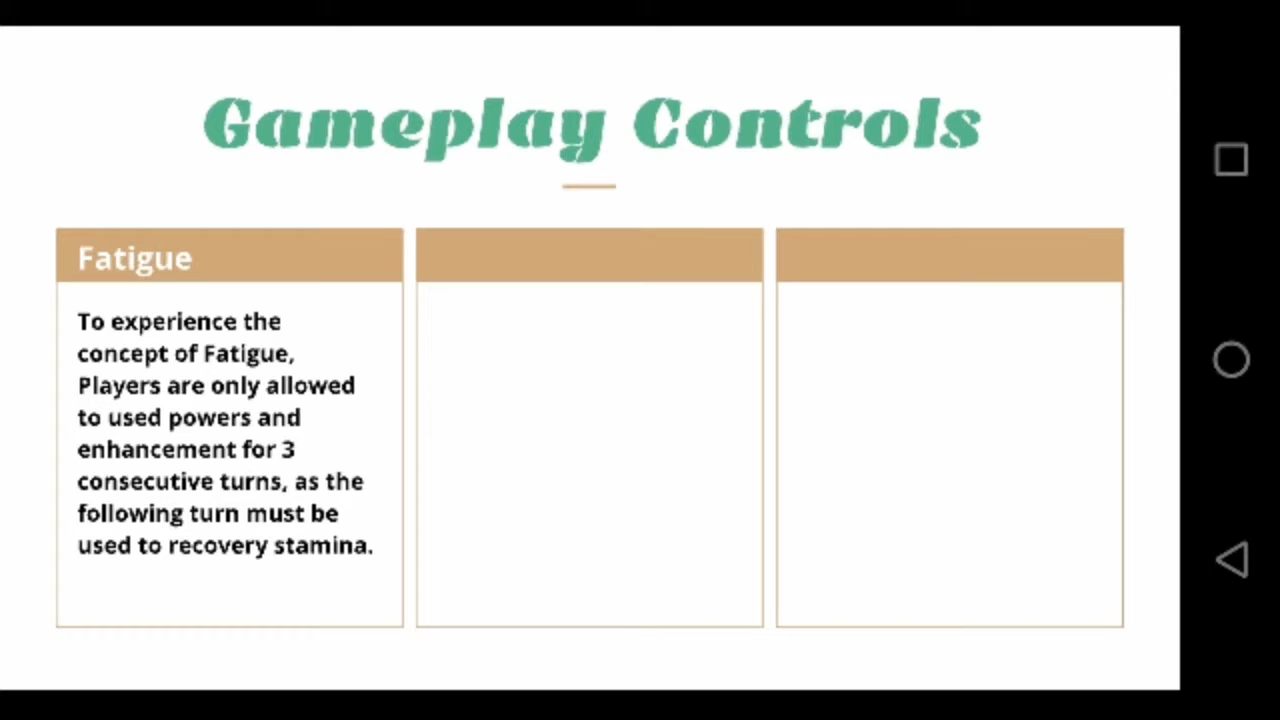 Gameplay Controls
Fatigue
To experience the
concept of Fatigue,
Players are only allowed
to used powers and
enhancement for 3
consecutive turns, as the
following turn must be
used to recovery stamina.